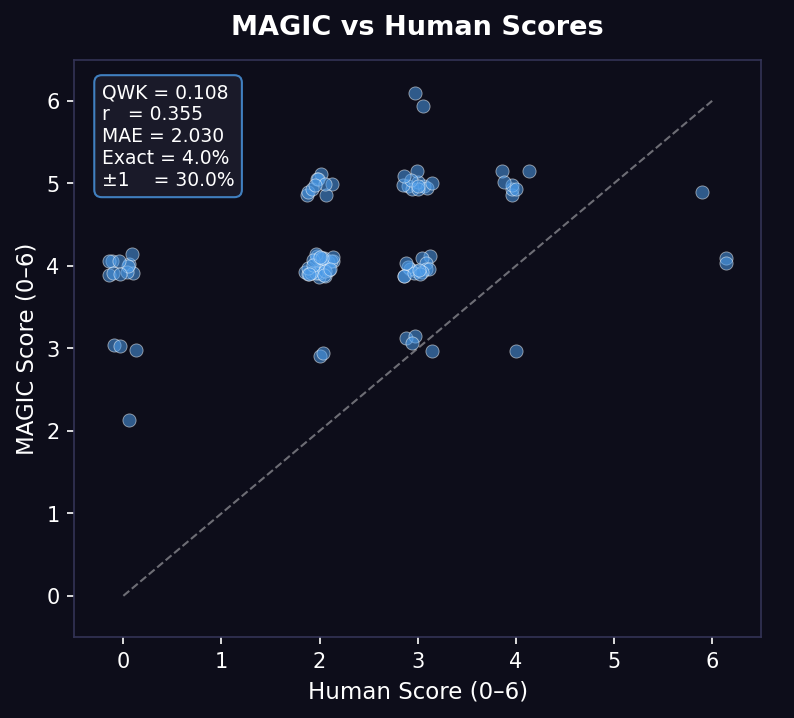 MAGIC vs Human Scores
QWK = 0.108
r = 0.355
MAE = 2.030
Exact = 4.0%
±1 = 30.0%
MAGIC Score (0–6)
6
5
4
3
2
1
0
0 1 2 3 4 5 6
Human Score (0–6)